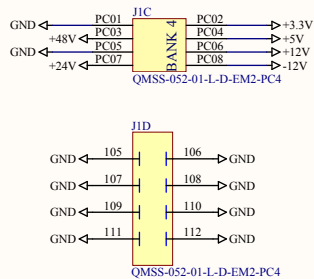 J1C
GND PC01 PC02 +3.3V
+48V PC03 PC04 +5V
GND PC05 PC06 +12V
+24V PC07 PC08 -12V
BANK 4
QMSS-052-01-L-D-EM2-PC4
J1D
GND 105 106 GND
GND 107 108 GND
GND 109 110 GND
GND 111 112 GND
QMSS-052-01-L-D-EM2-PC4